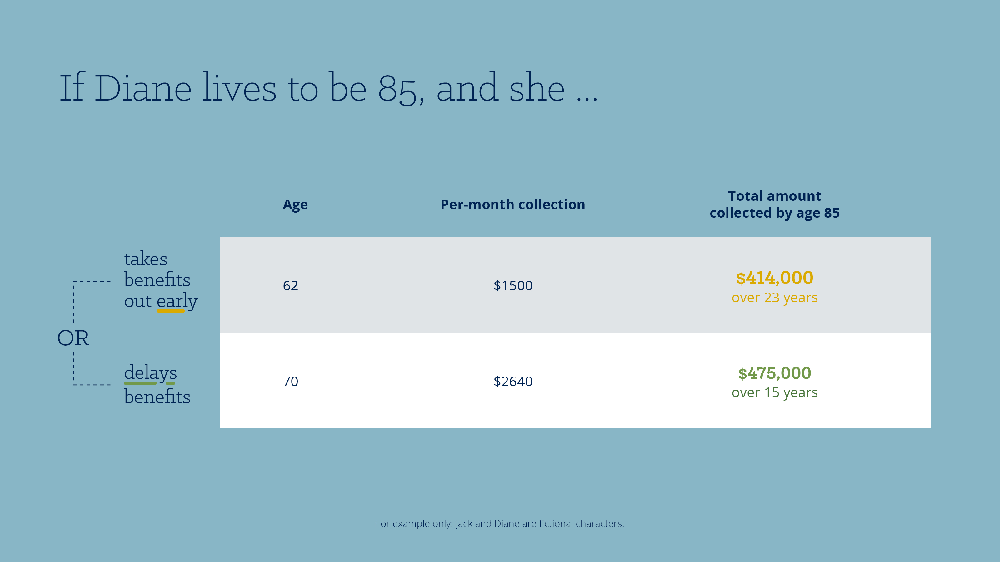 If Diane lives to be 85, and she ...
Age
Per-month collection
Total amount
collected by age 85
takes
benefits
out early
62
$1500
$414,000
over 23 years
OR
delays
benefits
70
$2640
$475,000
over 15 years
For example only: Jack and Diane are fictional characters.